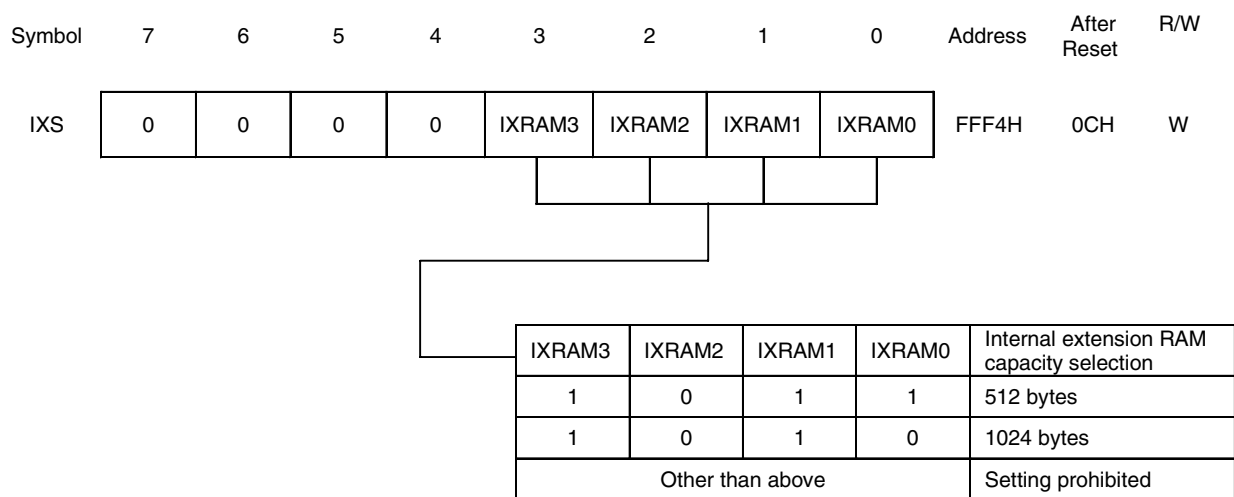 Symbol 7 6 5 4 3 2 1 0 Address After Reset R/W
IXS 0 0 0 0 IXRAM3 IXRAM2 IXRAM1 IXRAM0 FFF4H 0CH W
IXRAM3 IXRAM2 IXRAM1 IXRAM0 Internal extension RAM capacity selection
1 0 1 1 512 bytes
1 0 1 0 1024 bytes
Other than above Setting prohibited